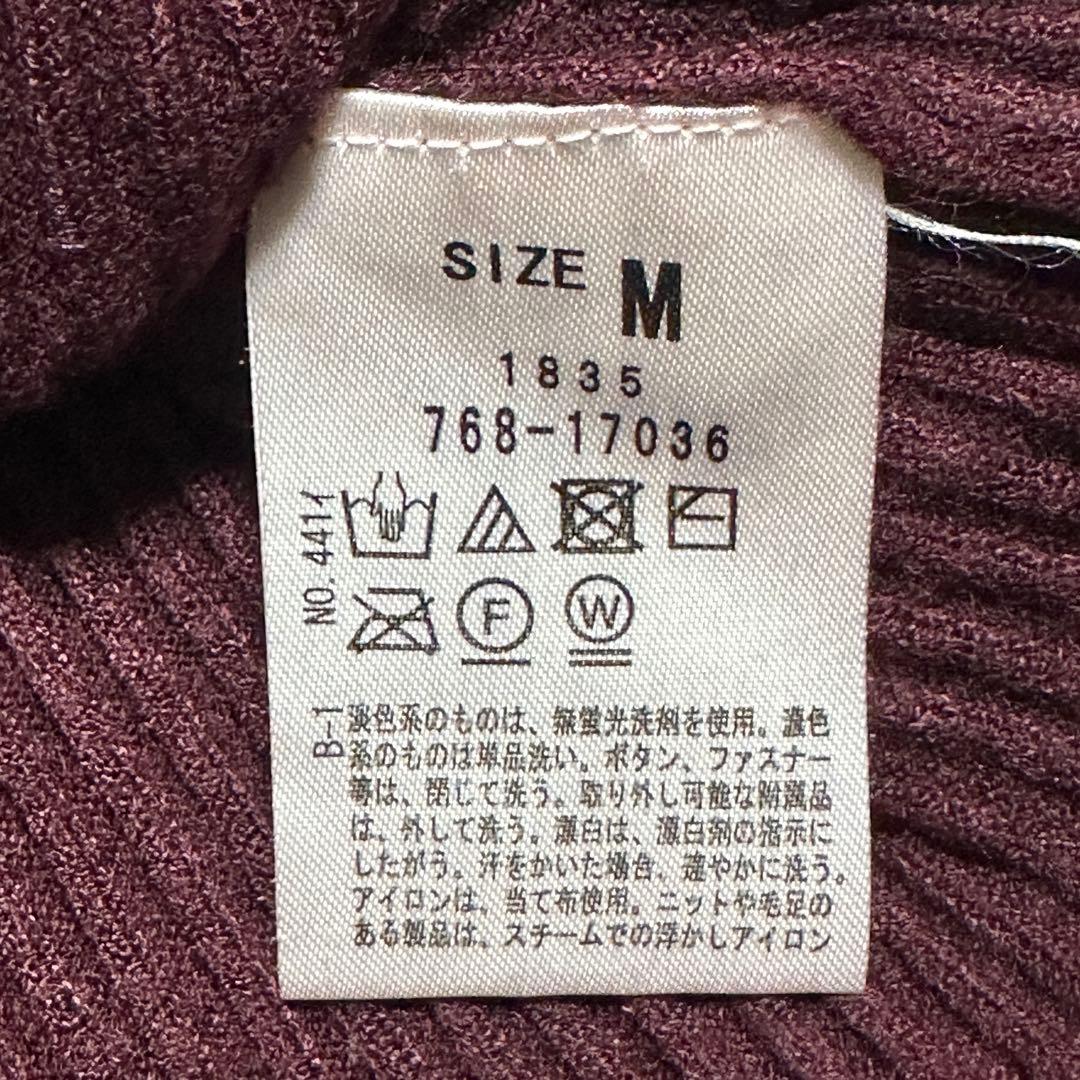 SIZE M
1835
768-17036
NO. 441イ
F W
B-1
淡色系のものは、無蛍光洗剤を使用。濃色
系のものは単品洗い。ボタン、ファスナー
等は、閉じて洗う。取り外し可能な附属品
は、外して洗う。漂白は、漂白剤の指示に
したがう。汗をかいた場合、速やかに洗う。
アイロンは、当て布使用。ニットや毛足の
ある製品は、スチームでの浮かしアイロン